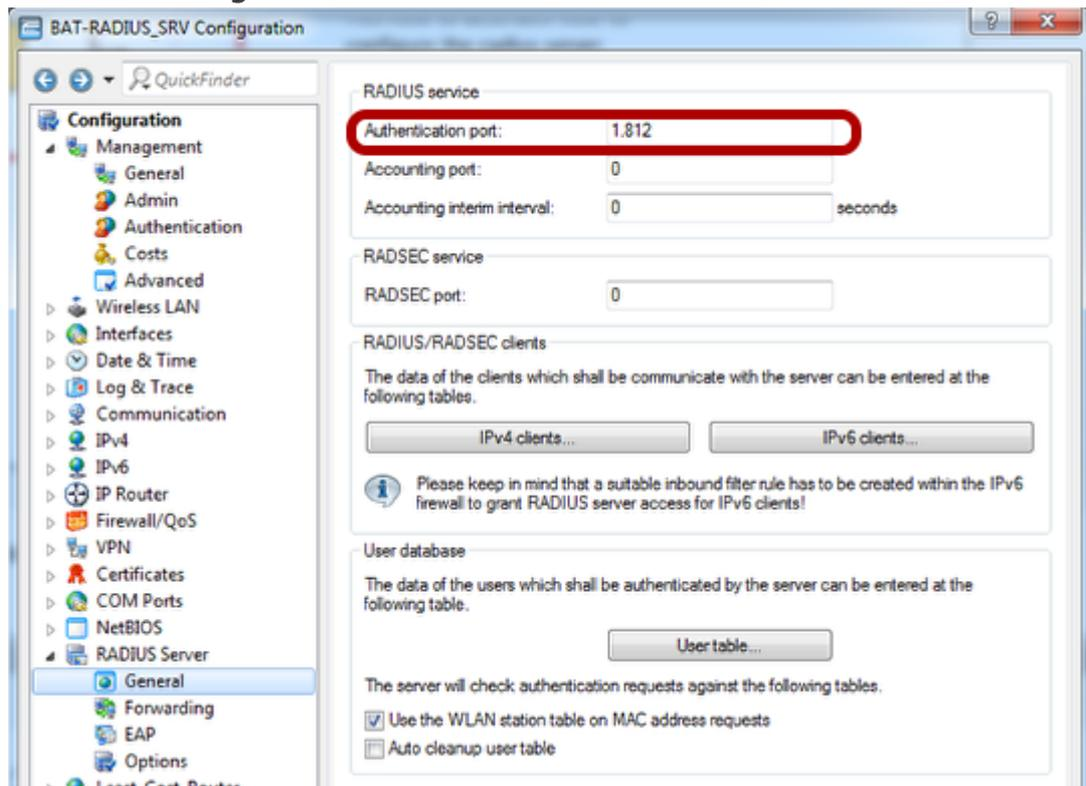 BAT-RADIUS_SRV Configuration
QuickFinder
Configuration
Management
General
Admin
Authentication
Costs
Advanced
Wireless LAN
Interfaces
Date & Time
Log & Trace
Communication
IPv4
IPv6
IP Router
Firewall/QoS
VPN
Certificates
COM Ports
NetBIOS
RADIUS Server
General
Forwarding
EAP
Options
Least-Cost-Router
RADIUS service
Authentication port: 1.812
Accounting port: 0
Accounting interim interval: 0 seconds
RADSEC service
RADSEC port: 0
RADIUS/RADSEC clients
The data of the clients which shall be communicate with the server can be entered at the
following tables.
IPv4 clients... IPv6 clients...
Please keep in mind that a suitable inbound filter rule has to be created within the IPv6
firewall to grant RADIUS server access for IPv6 clients!
User database
The data of the users which shall be authenticated by the server can be entered at the
following table.
User table...
The server will check authentication requests against the following tables.
Use the WLAN station table on MAC address requests
Auto cleanup user table